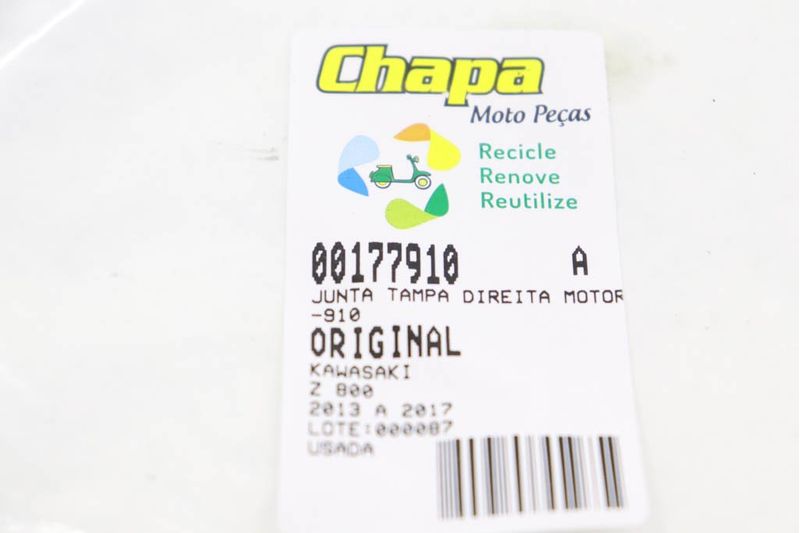 Chapa
Moto Peças
Recicle
Renove
Reutilize
00177910 A
JUNTA TAMPA DIREITA MOTOR
-910
ORIGINAL
KAWASAKI
Z 800
2013 A 2017
LOTE:000087
USADA